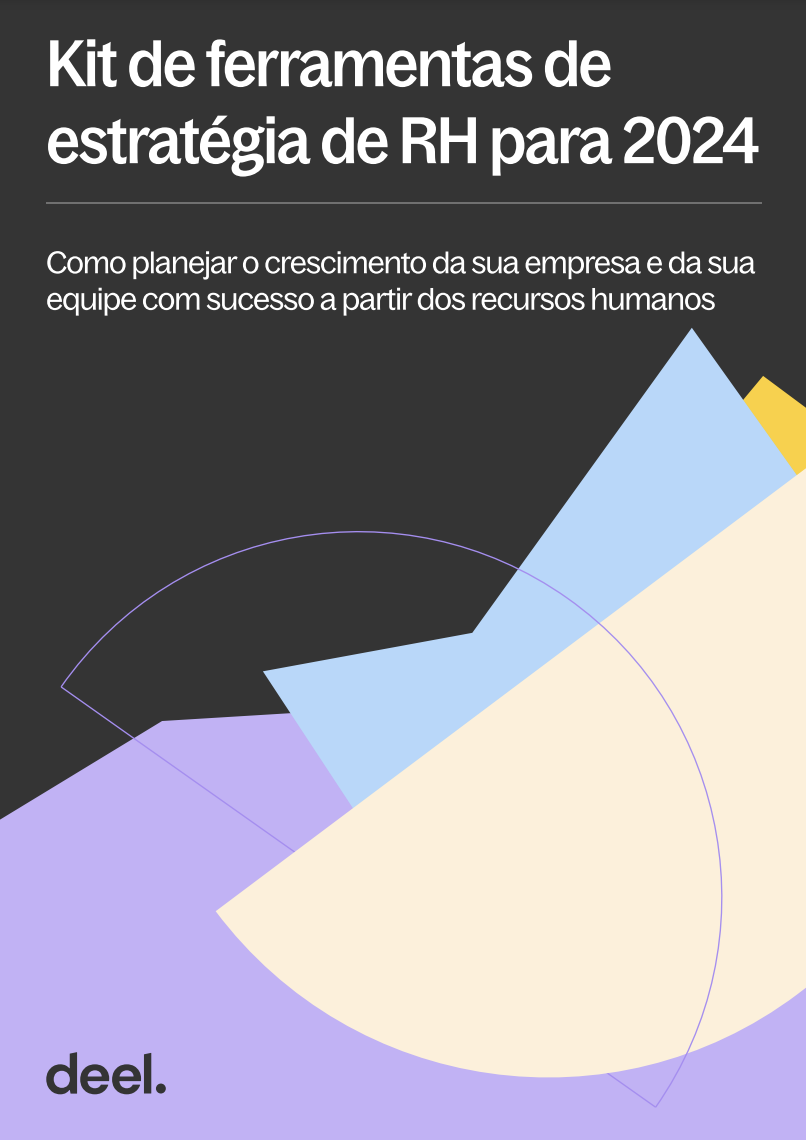 Kit de ferramentas de
estratégia de RH para 2024
Como planejar o crescimento da sua empresa e da sua
equipe com sucesso a partir dos recursos humanos
deel.